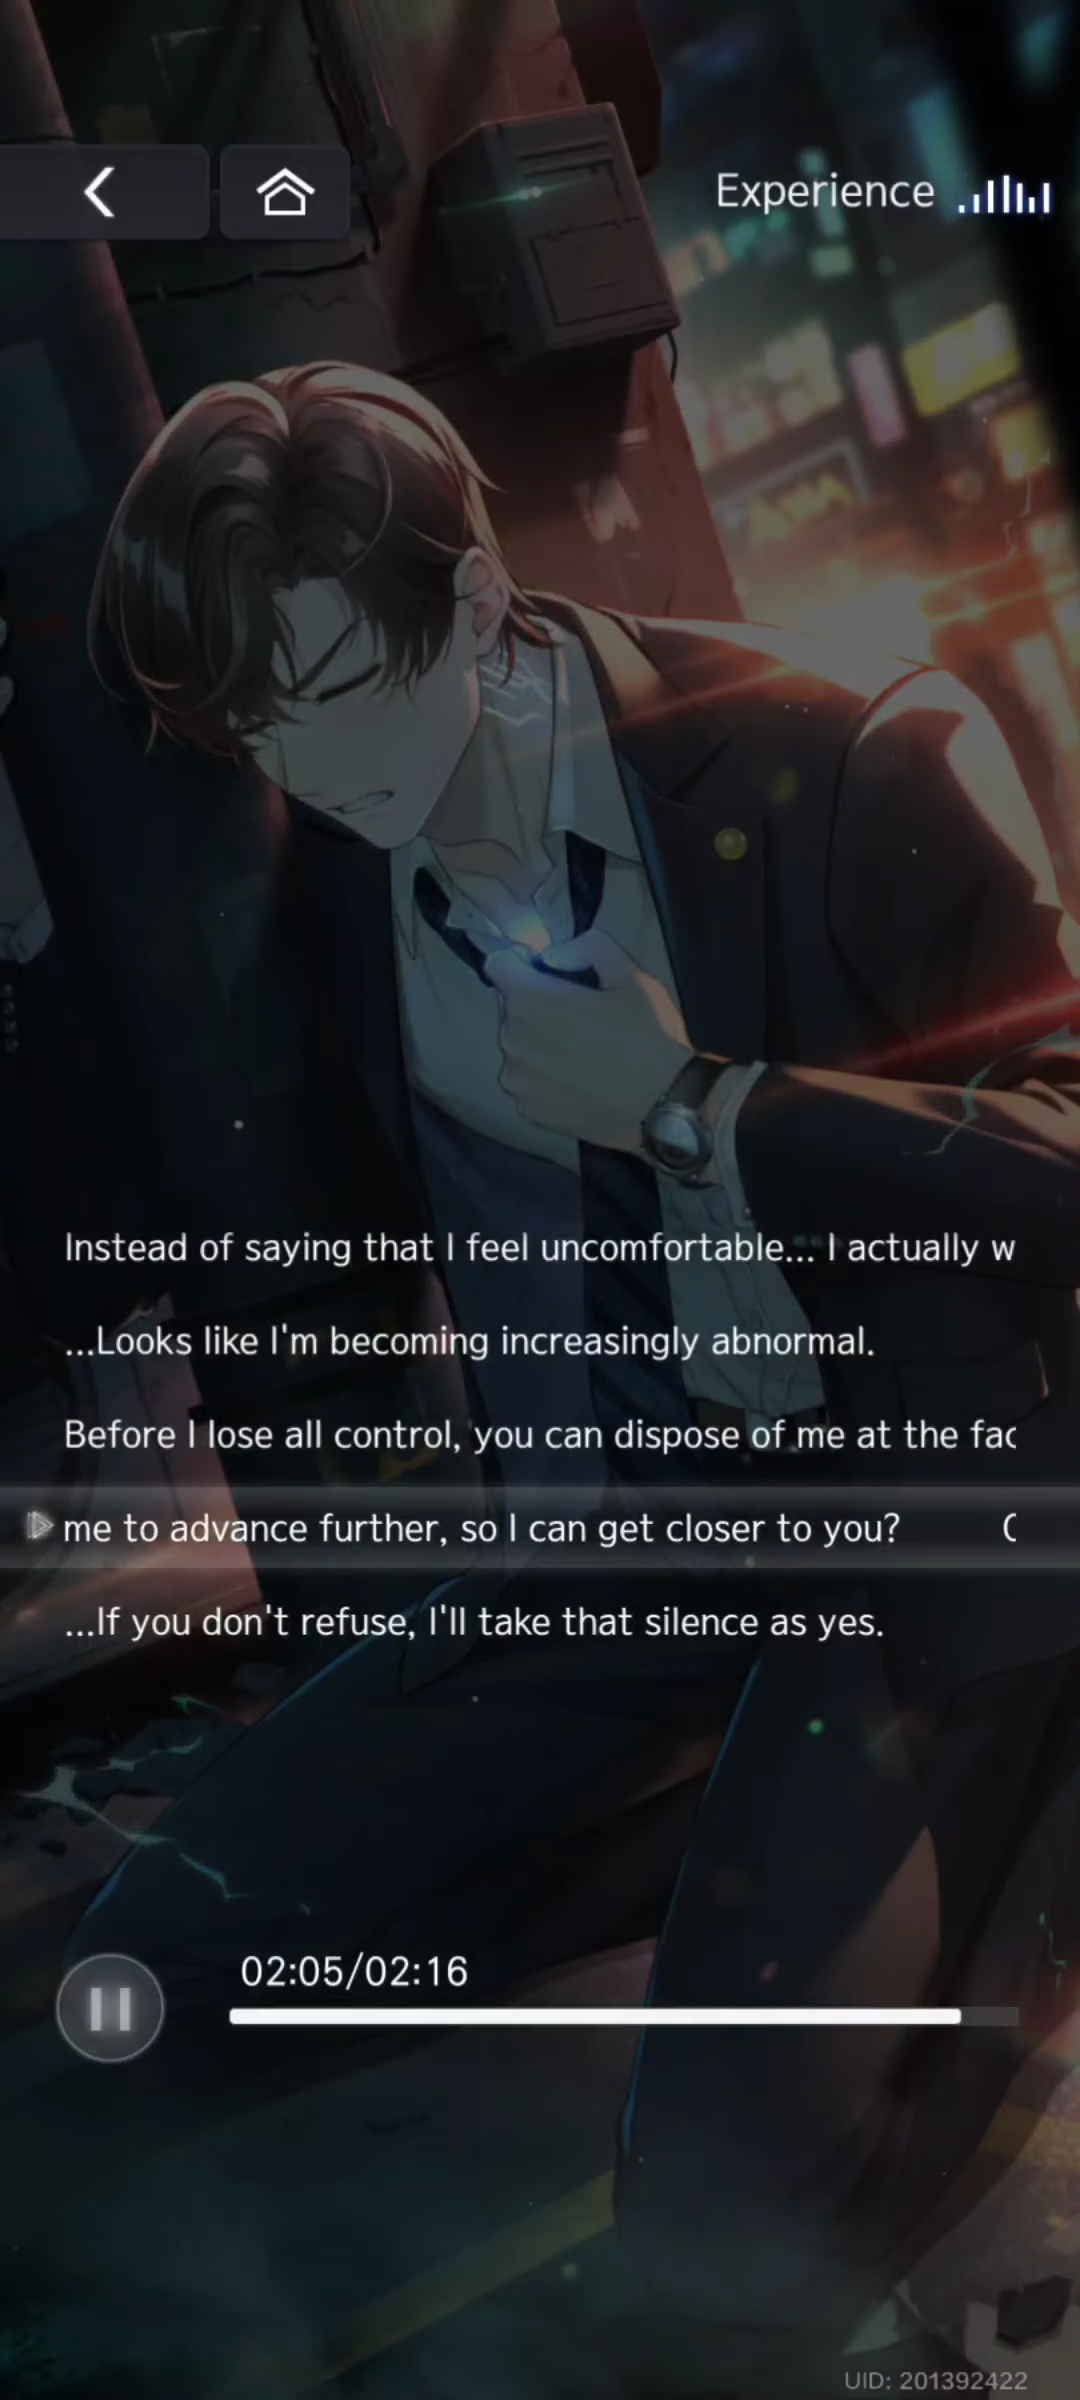 Experience
Instead of saying that I feel uncomfortable... I actually w
...Looks like I'm becoming increasingly abnormal.
Before I lose all control, you can dispose of me at the fac
me to advance further, so I can get closer to you? C
...If you don't refuse, I'll take that silence as yes.
02:05/02:16
UID: 201392422